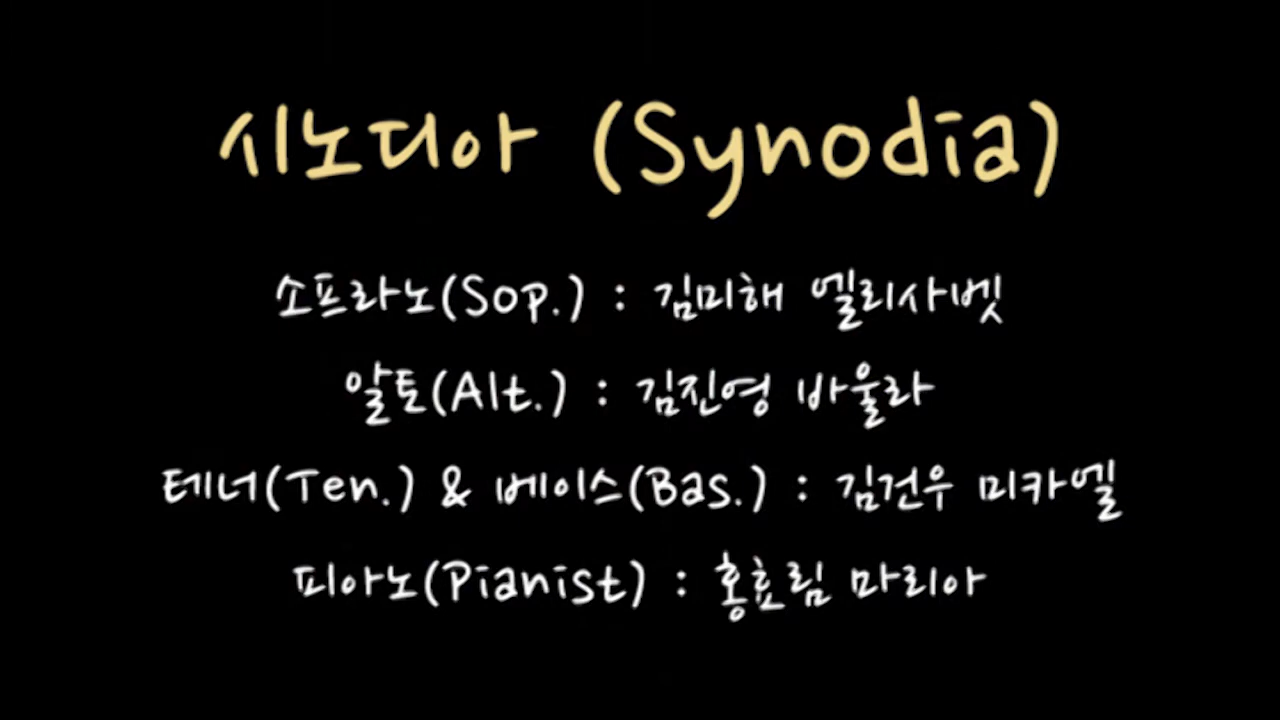 시노디아 (Synodia)
소프라노(Sop.) : 김미해 엘리사벳
알토(Alt.) : 김진영 바울라
테너(Ten.) & 베이스(Bas.) : 김건우 미카엘
피아노(Pianist) : 홍효림 마리아